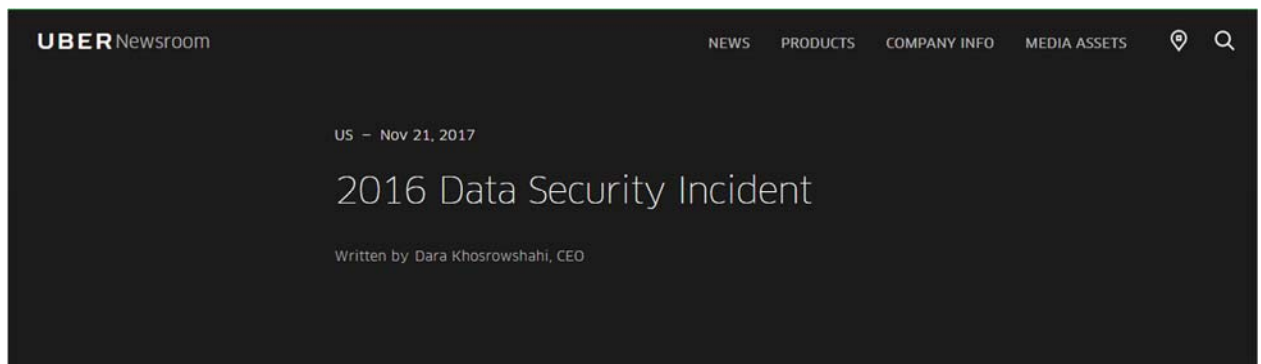 UBER Newsroom NEWS PRODUCTS COMPANY INFO MEDIA ASSETS
US – Nov 21, 2017
2016 Data Security Incident
Written by Dara Khosrowshahi, CEO